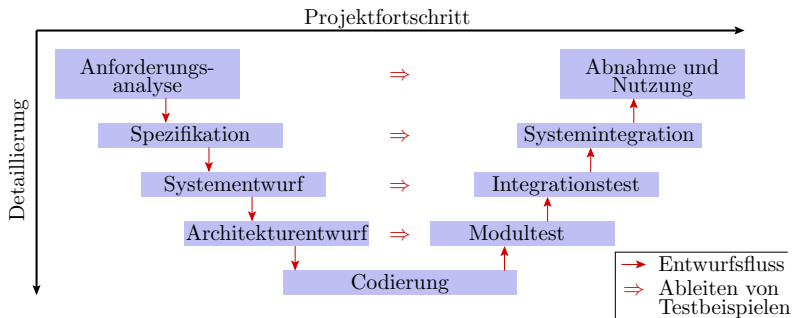 Projektfortschritt
Detaillierung
Anforderungs-
analyse
⇒
Abnahme und
Nutzung
Spezifikation
⇒
Systemintegration
Systementwurf
⇒
Integrationstest
Architekturentwurf
⇒
Modultest
Codierung
→ Entwurfsfluss
⇒ Ableiten von
Testbeispielen